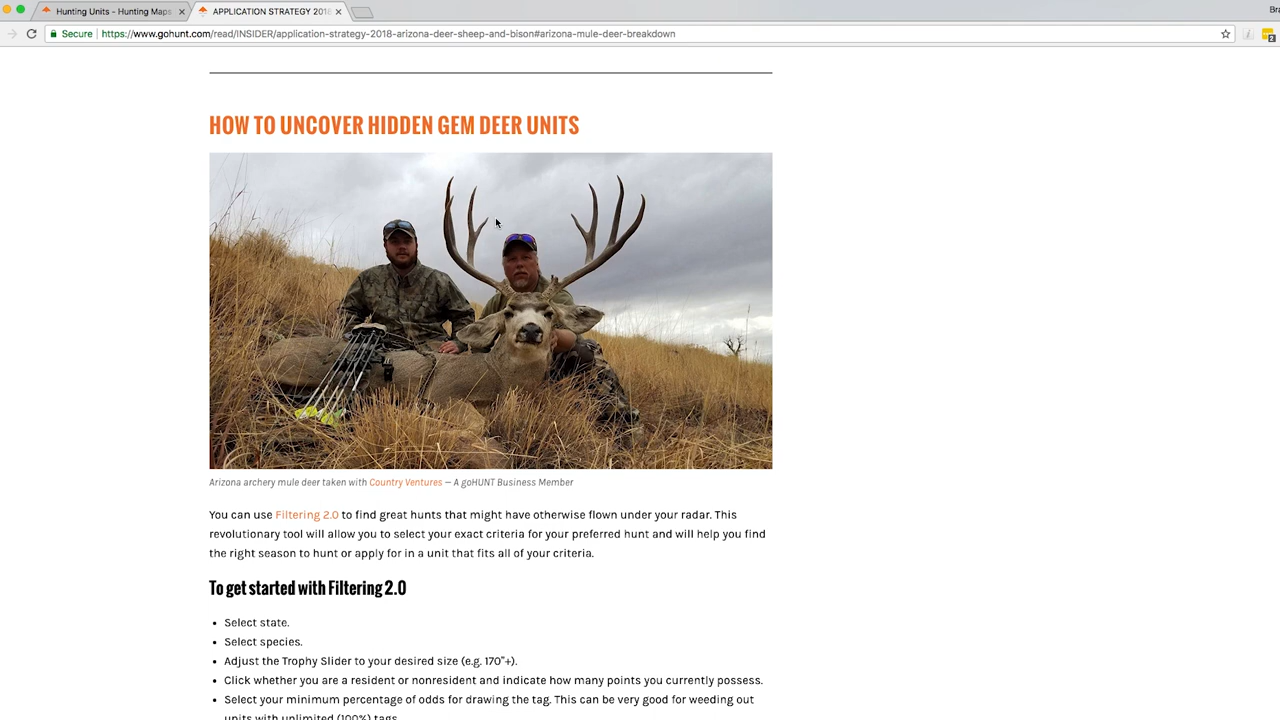 Hunting Units - Hunting Maps
APPLICATION STRATEGY 2018
Bra
Secure
https://www.gohunt.com/read/INSIDER/application-strategy-2018-arizona-deer-sheep-and-bison#arizona-mule-deer-breakdown
2
HOW TO UNCOVER HIDDEN GEM DEER UNITS
Arizona archery mule deer taken with Country Ventures — A goHUNT Business Member
You can use Filtering 2.0 to find great hunts that might have otherwise flown under your radar. This
revolutionary tool will allow you to select your exact criteria for your preferred hunt and will help you find
the right season to hunt or apply for in a unit that fits all of your criteria.
To get started with Filtering 2.0
• Select state.
• Select species.
• Adjust the Trophy Slider to your desired size (e.g. 170"+).
• Click whether you are a resident or nonresident and indicate how many points you currently possess.
• Select your minimum percentage of odds for drawing the tag. This can be very good for weeding out
units with unlimited (100%) tags.